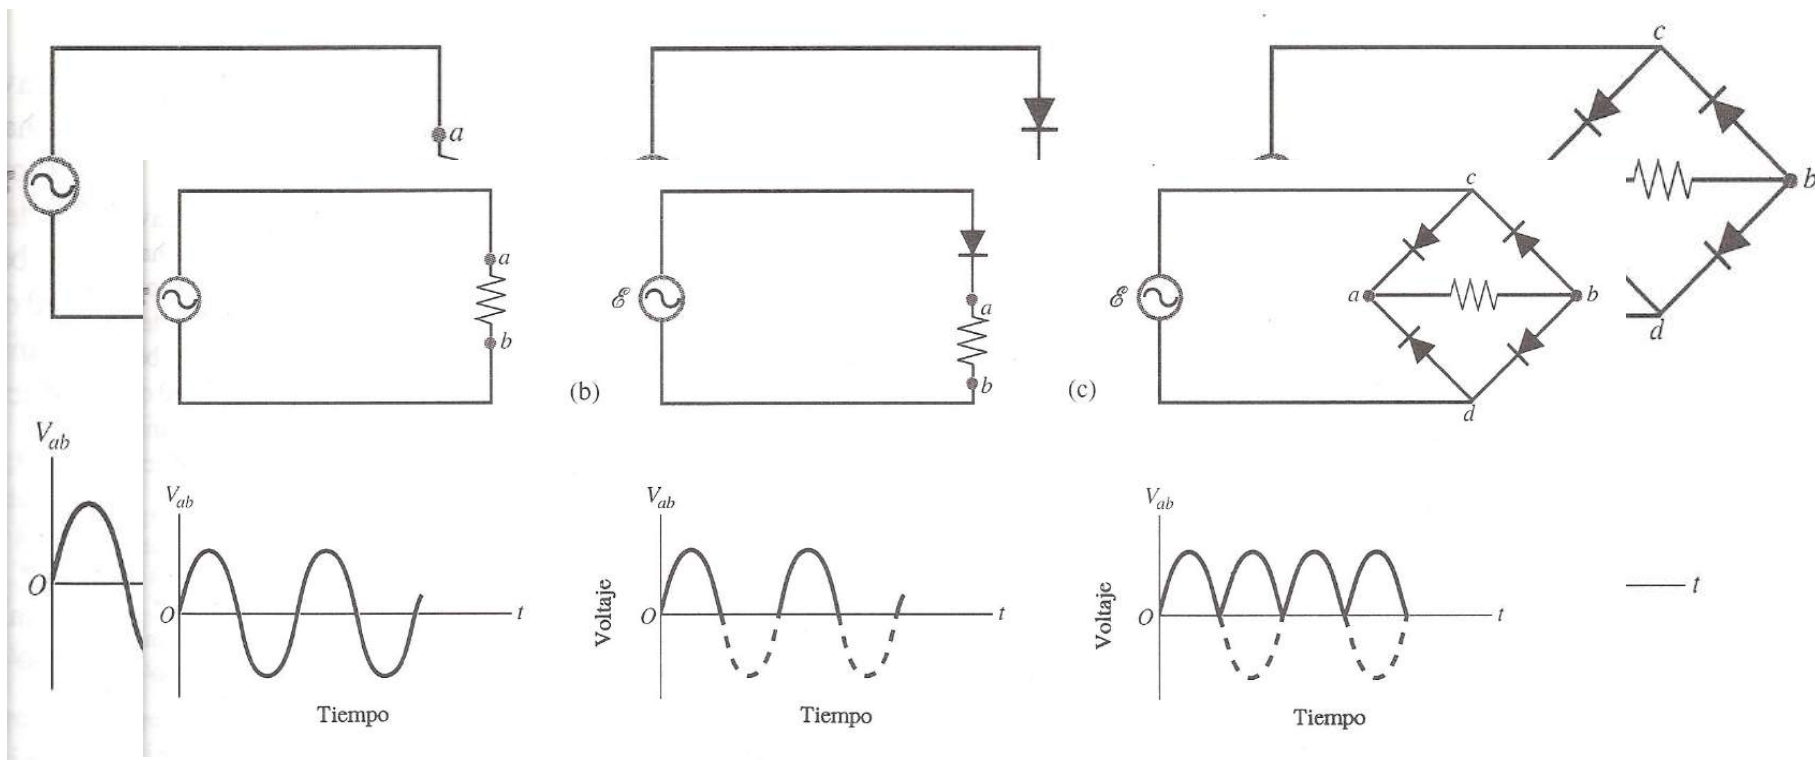 c
a
b
d
c
a
b
(b)
ℰ
a
b
(c)
ℰ
a
b
d
V_ab
O
V_ab
O
t
Tiempo
V_ab
Voltaje
O
t
Tiempo
V_ab
Voltaje
O
t
Tiempo
t